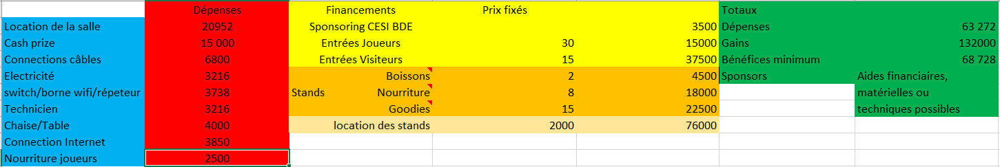 Dépenses Financements Prix fixés Totaux
Location de la salle 20952 Sponsoring CESI BDE 3500 Dépenses 63 272
Cash prize 15 000 Entrées Joueurs 30 15000 Gains 132000
Connections câbles 6800 Entrées Visiteurs 15 37500 Bénéfices minimum 68 728
Electricité 3216 Boissons 2 4500 Sponsors Aides financiaires,
switch/borne wifi/répeteur 3738 Stands Nourriture 8 18000 matérielles ou
Technicien 3216 Goodies 15 22500 techniques possibles
Chaise/Table 4000 location des stands 2000 76000
Connection Internet 3850
Nourriture joueurs 2500